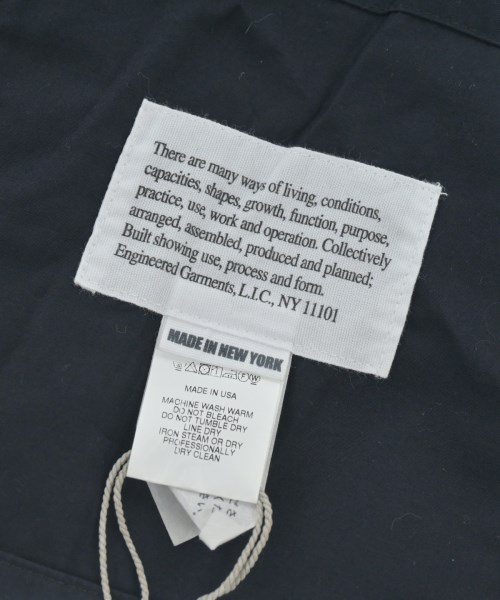 There are many ways of living, conditions,
capacities, shapes, growth, function, purpose,
practice, use, work and operation. Collectively
arranged, assembled, produced and planned;
Built showing use, process and form.
Engineered Garments, L.I.C., NY 11101
MADE IN NEW YORK
MADE IN USA
MACHINE WASH WARM
DO NOT BLEACH
DO NOT TUMBLE DRY
LINE DRY
IRON STEAM OR DRY
PROFESSIONALLY
DRY CLEAN